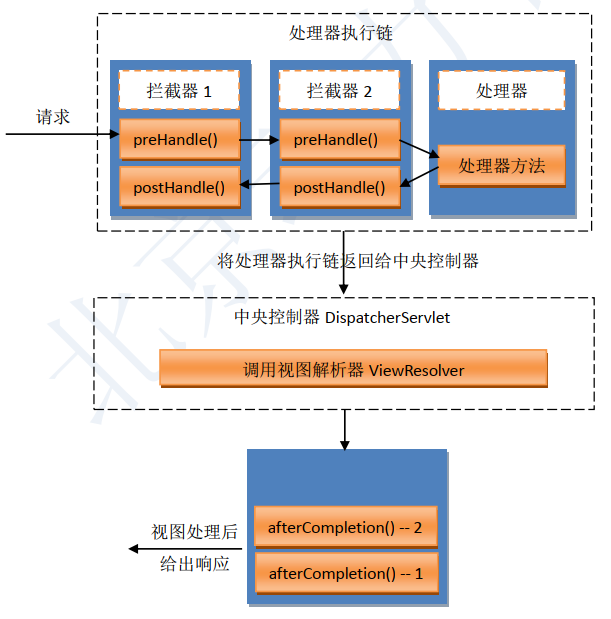 处理器执行链
拦截器 1
拦截器 2
处理器
请求
preHandle()
preHandle()
处理器方法
postHandle()
postHandle()
将处理器执行链返回给中央控制器
中央控制器 DispatcherServlet
调用视图解析器 ViewResolver
afterCompletion() -- 2
视图处理后
给出响应
afterCompletion() -- 1
北京